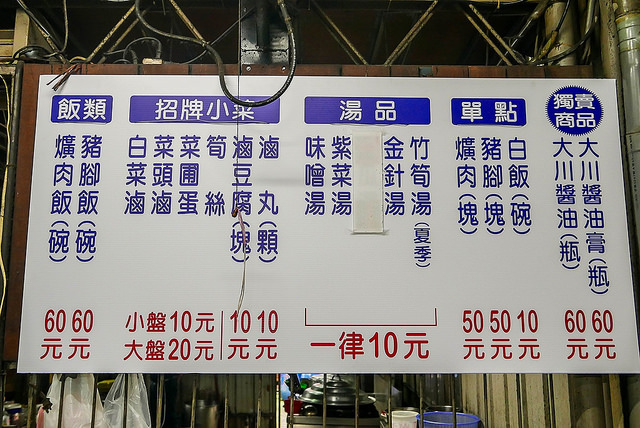 飯類
爌肉飯(碗)
豬腳飯(碗)
60元
60元
招牌小菜
白菜滷
菜頭滷
菜圃蛋
筍絲
滷豆腐(塊)
滷丸(顆)
小盤10元
大盤20元
10元
10元
湯品
味噌湯
紫菜湯
金針湯
竹筍湯(夏季)
一律10元
單點
爌肉(塊)
豬腳(塊)
白飯(碗)
50元
50元
10元
獨賣
商品
大川醬油(瓶)
大川醬油膏(瓶)
60元
60元